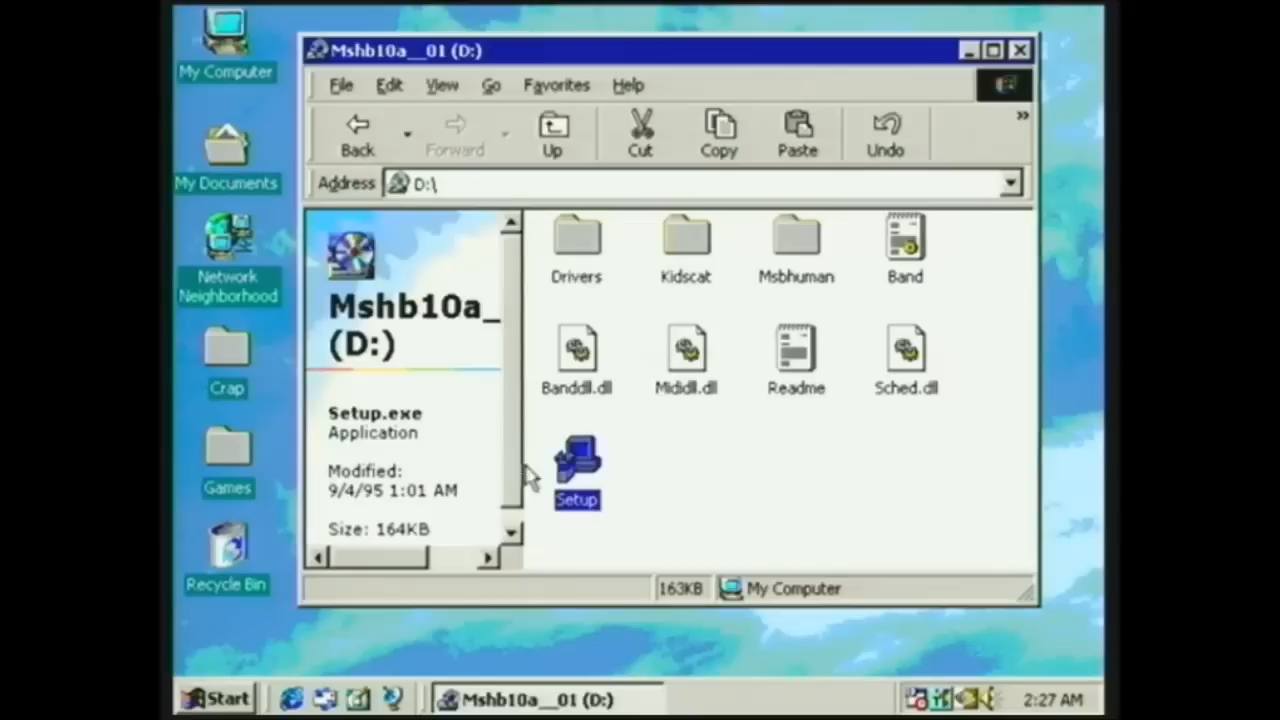 My Computer
My Documents
Network
Neighborhood
Crap
Games
Recycle Bin
Mshb10a__01 (D:)
File Edit View Go Favorites Help
Back Forward Up Cut Copy Paste Undo »
Address D:\
Mshb10a_
(D:)
Setup.exe
Application
Modified:
9/4/95 1:01 AM
Size: 164KB
Drivers Kidscat Msbhuman Band
Banddll.dll Mididll.dll Readme Sched.dll
Setup
163KB My Computer
Start Mshb10a__01 (D:) 2:27 AM